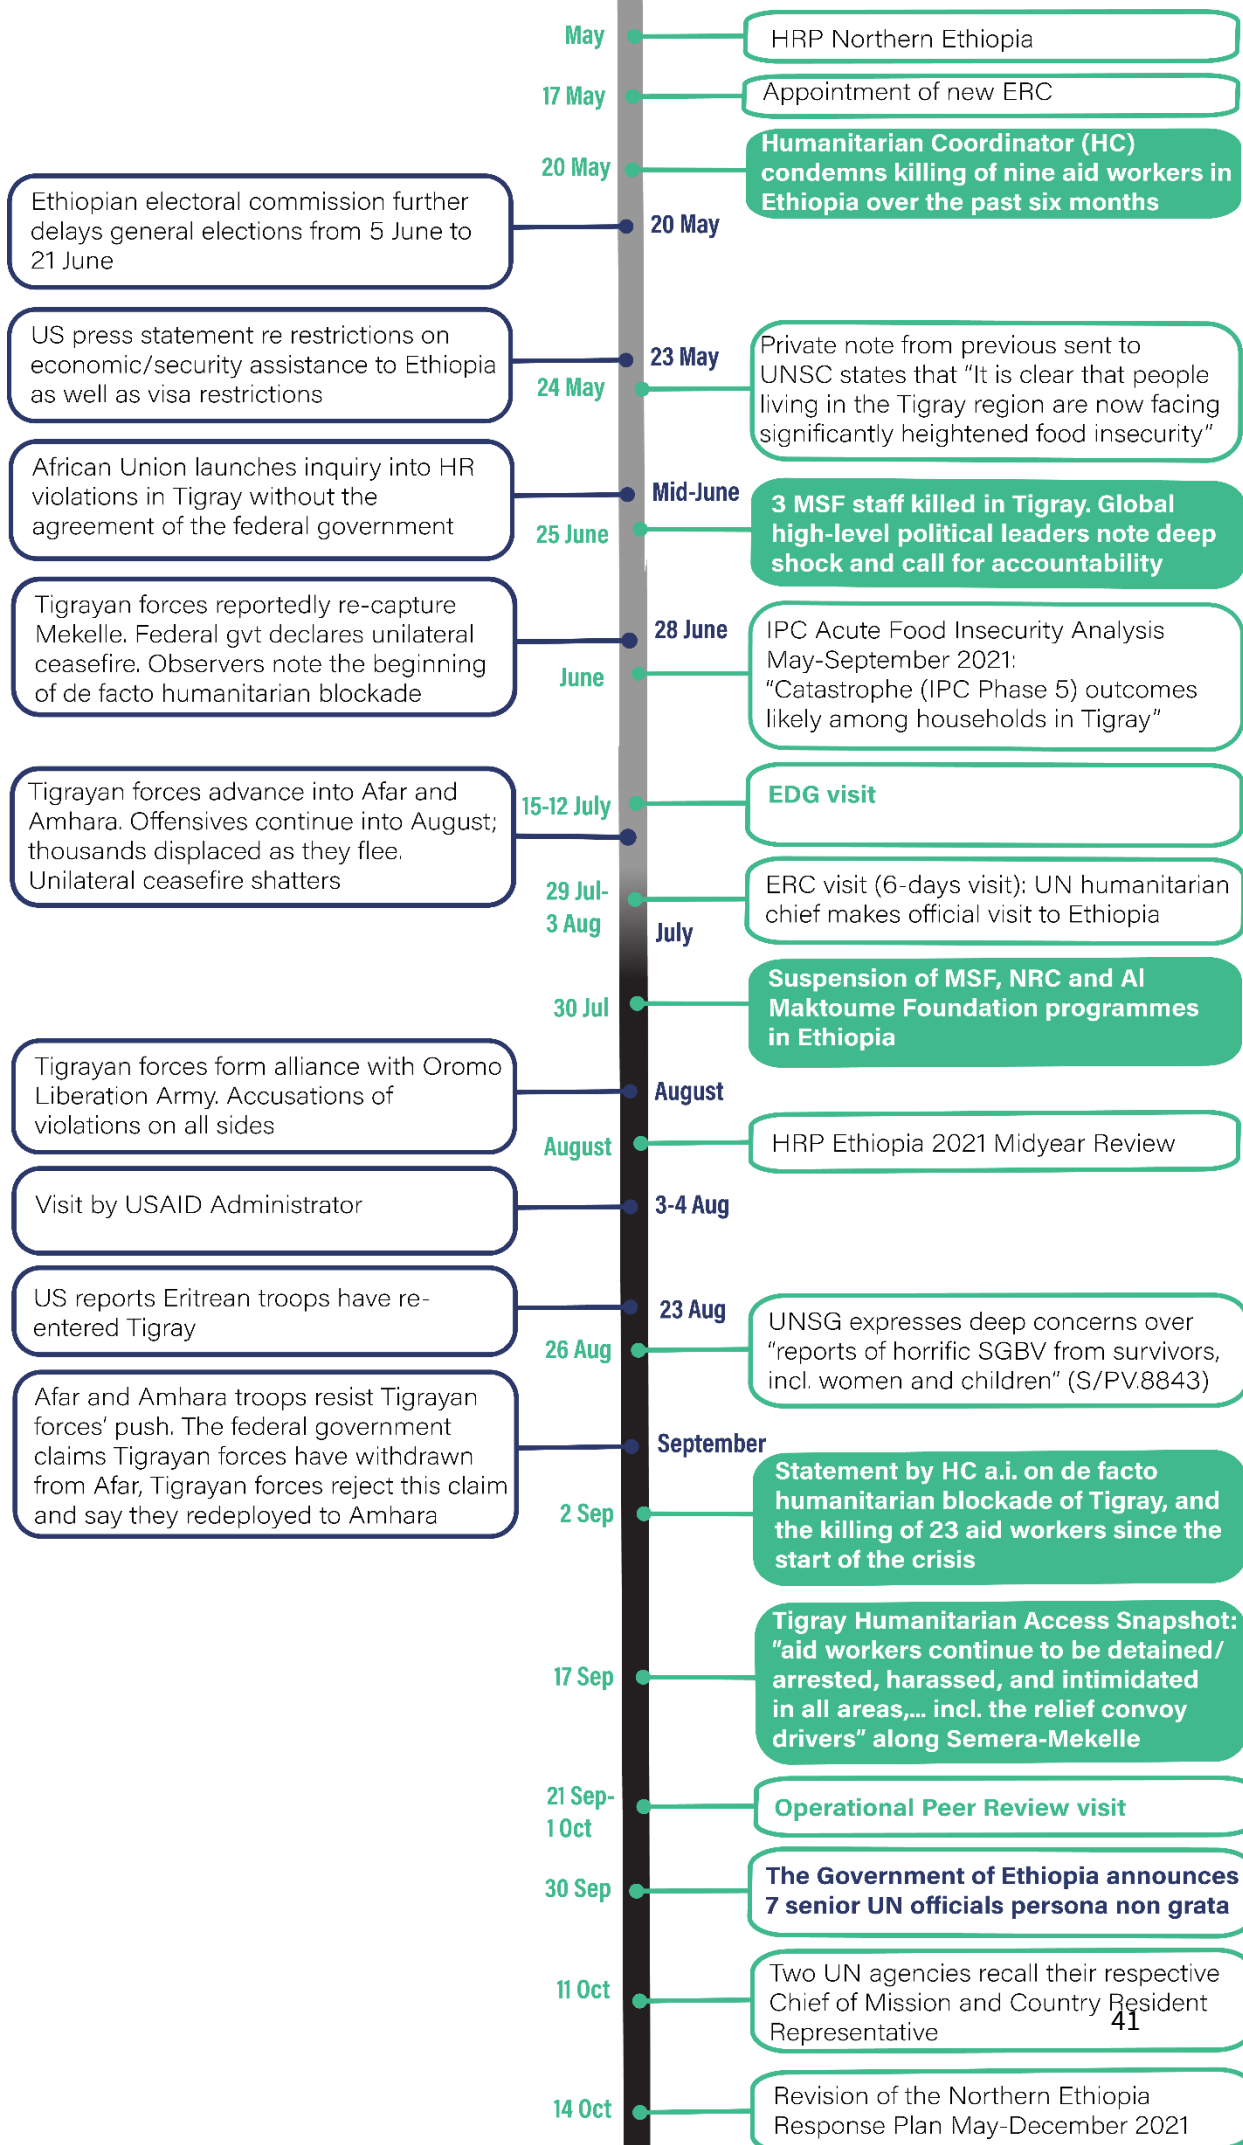 May
HRP Northern Ethiopia
17 May
Appointment of new ERC
20 May
Humanitarian Coordinator (HC)
condemns killing of nine aid workers in
Ethiopia over the past six months
Ethiopian electoral commission further
delays general elections from 5 June to
21 June
20 May
US press statement re restrictions on
economic/security assistance to Ethiopia
as well as visa restrictions
23 May
24 May
Private note from previous sent to
UNSC states that “It is clear that people
living in the Tigray region are now facing
significantly heightened food insecurity”
African Union launches inquiry into HR
violations in Tigray without the
agreement of the federal government
Mid-June
25 June
3 MSF staff killed in Tigray. Global
high-level political leaders note deep
shock and call for accountability
Tigrayan forces reportedly re-capture
Mekelle. Federal gvt declares unilateral
ceasefire. Observers note the beginning
of de facto humanitarian blockade
28 June
June
IPC Acute Food Insecurity Analysis
May-September 2021:
“Catastrophe (IPC Phase 5) outcomes
likely among households in Tigray”
Tigrayan forces advance into Afar and
Amhara. Offensives continue into August;
thousands displaced as they flee.
Unilateral ceasefire shatters
15-12 July
EDG visit
29 Jul-
3 Aug
ERC visit (6-days visit): UN humanitarian
chief makes official visit to Ethiopia
July
30 Jul
Suspension of MSF, NRC and Al
Maktoume Foundation programmes
in Ethiopia
Tigrayan forces form alliance with Oromo
Liberation Army. Accusations of
violations on all sides
August
August
HRP Ethiopia 2021 Midyear Review
Visit by USAID Administrator
3-4 Aug
US reports Eritrean troops have re-
entered Tigray
23 Aug
26 Aug
UNSG expresses deep concerns over
“reports of horrific SGBV from survivors,
incl. women and children” (S/PV.8843)
Afar and Amhara troops resist Tigrayan
forces’ push. The federal government
claims Tigrayan forces have withdrawn
from Afar, Tigrayan forces reject this claim
and say they redeployed to Amhara
September
2 Sep
Statement by HC a.i. on de facto
humanitarian blockade of Tigray, and
the killing of 23 aid workers since the
start of the crisis
17 Sep
Tigray Humanitarian Access Snapshot:
“aid workers continue to be detained/
arrested, harassed, and intimidated
in all areas,... incl. the relief convoy
drivers” along Semera-Mekelle
21 Sep-
1 Oct
Operational Peer Review visit
30 Sep
The Government of Ethiopia announces
7 senior UN officials persona non grata
11 Oct
Two UN agencies recall their respective
Chief of Mission and Country Resident
Representative
41
14 Oct
Revision of the Northern Ethiopia
Response Plan May-December 2021